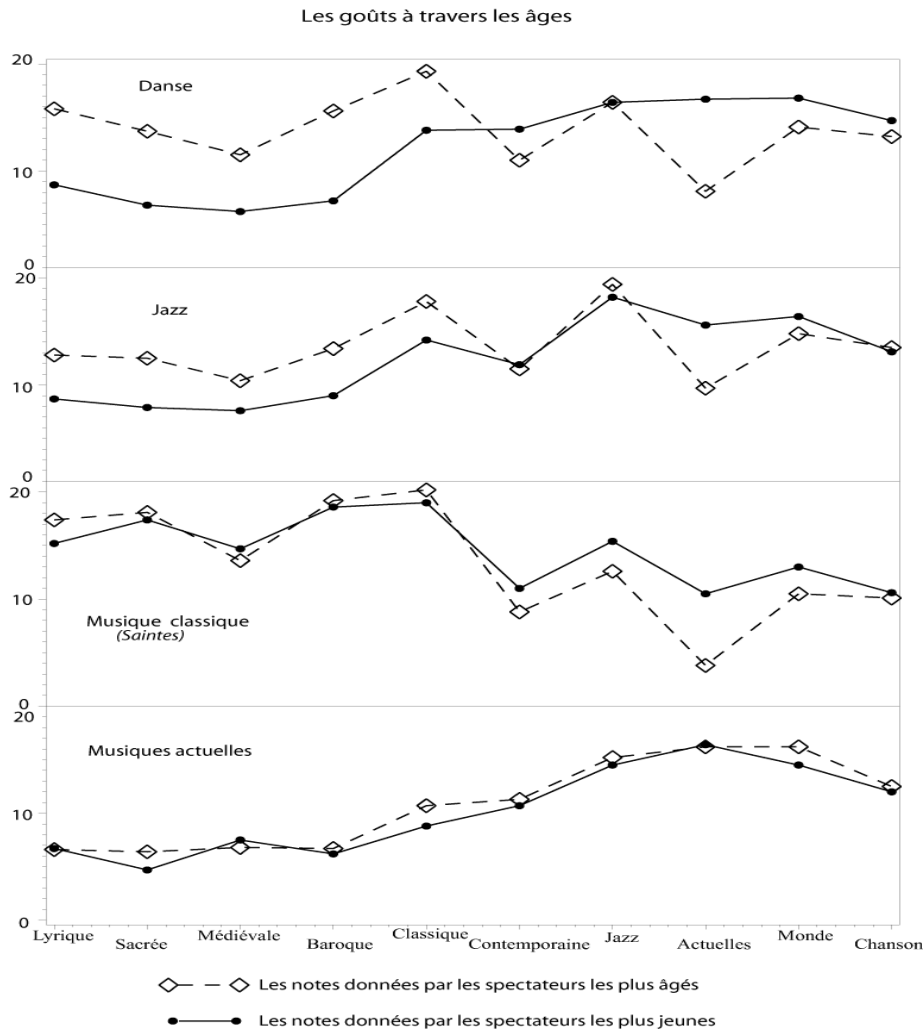 Les goûts à travers les âges
20
Danse
10
0
20
Jazz
10
0
20
10
Musique classique
(Saintes)
0
20
Musiques actuelles
10
0
Lyrique Sacrée Médiévale Baroque Classique Contemporaine Jazz Actuelles Monde Chanson
Les notes données par les spectateurs les plus âgés
Les notes données par les spectateurs les plus jeunes